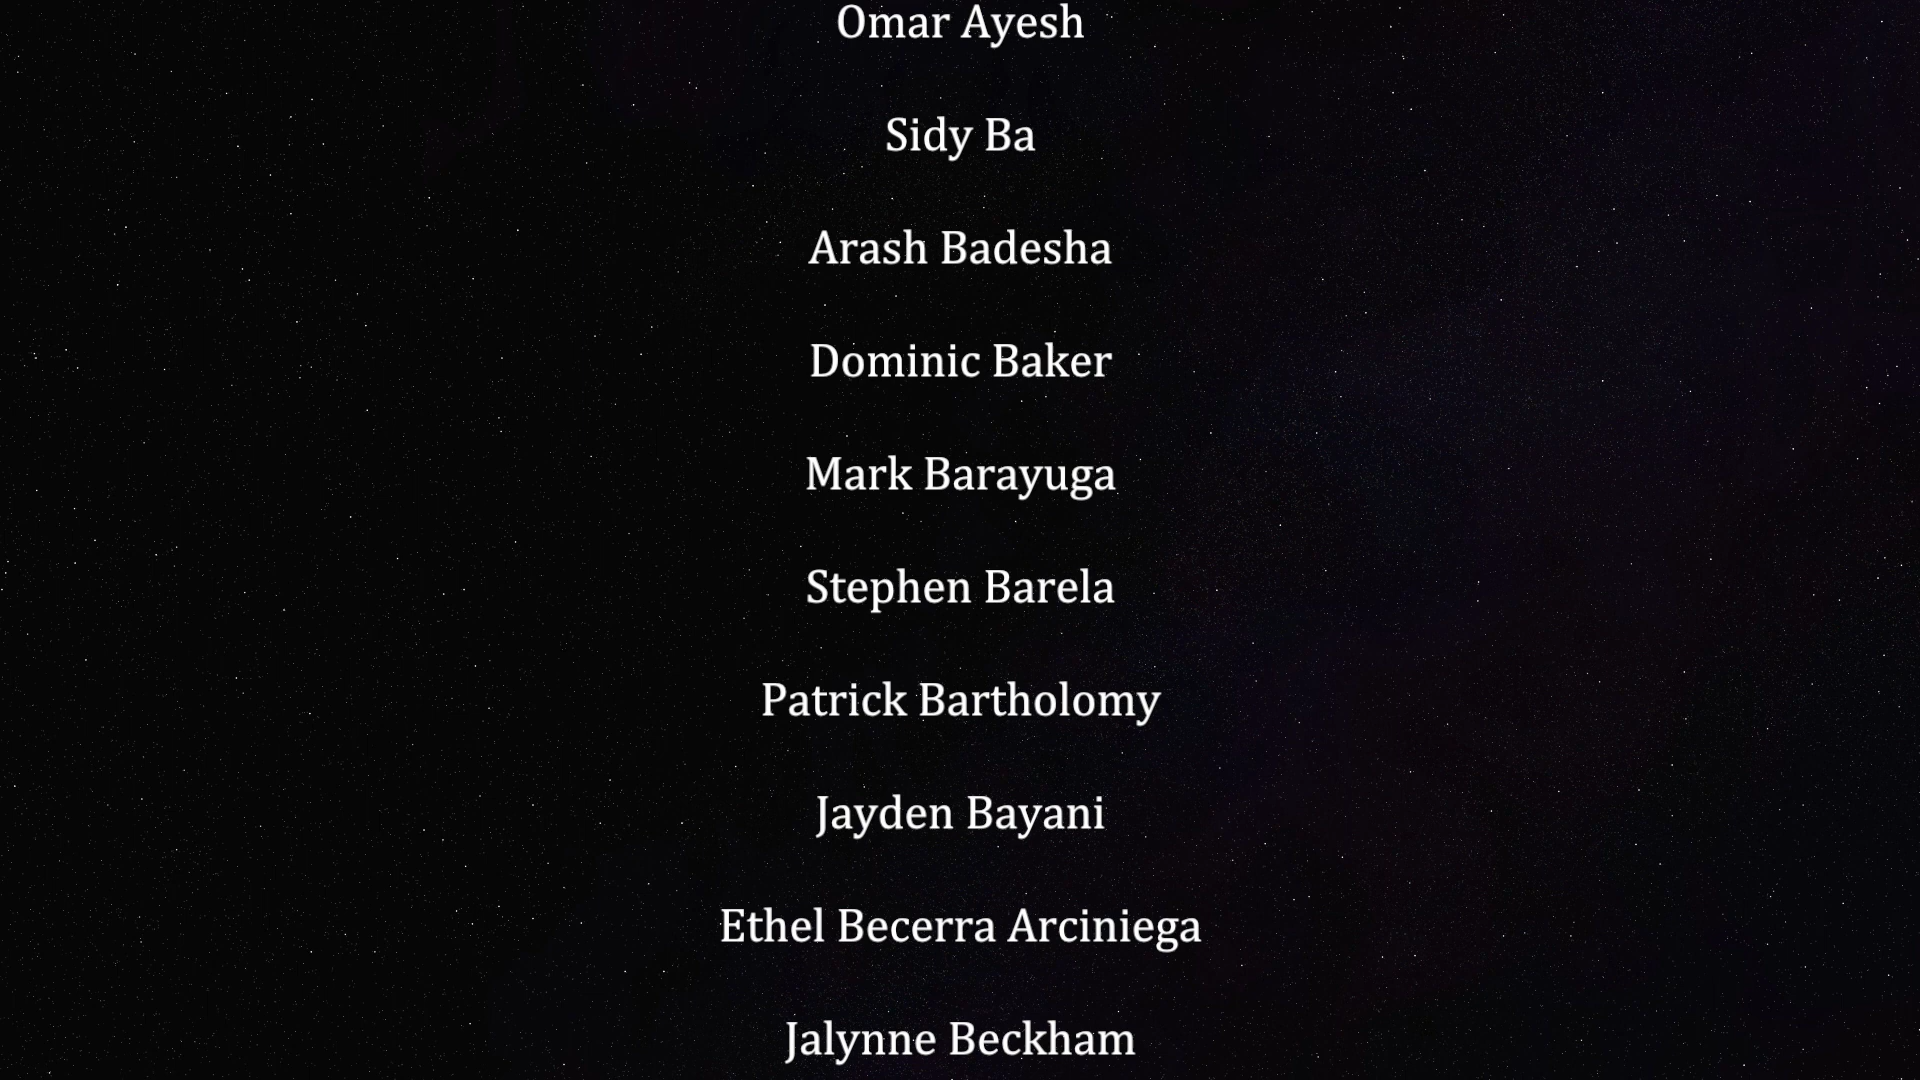 Omar Ayesh
Sidy Ba
Arash Badesha
Dominic Baker
Mark Barayuga
Stephen Barela
Patrick Bartholomy
Jayden Bayani
Ethel Becerra Arciniega
Jalynne Beckham